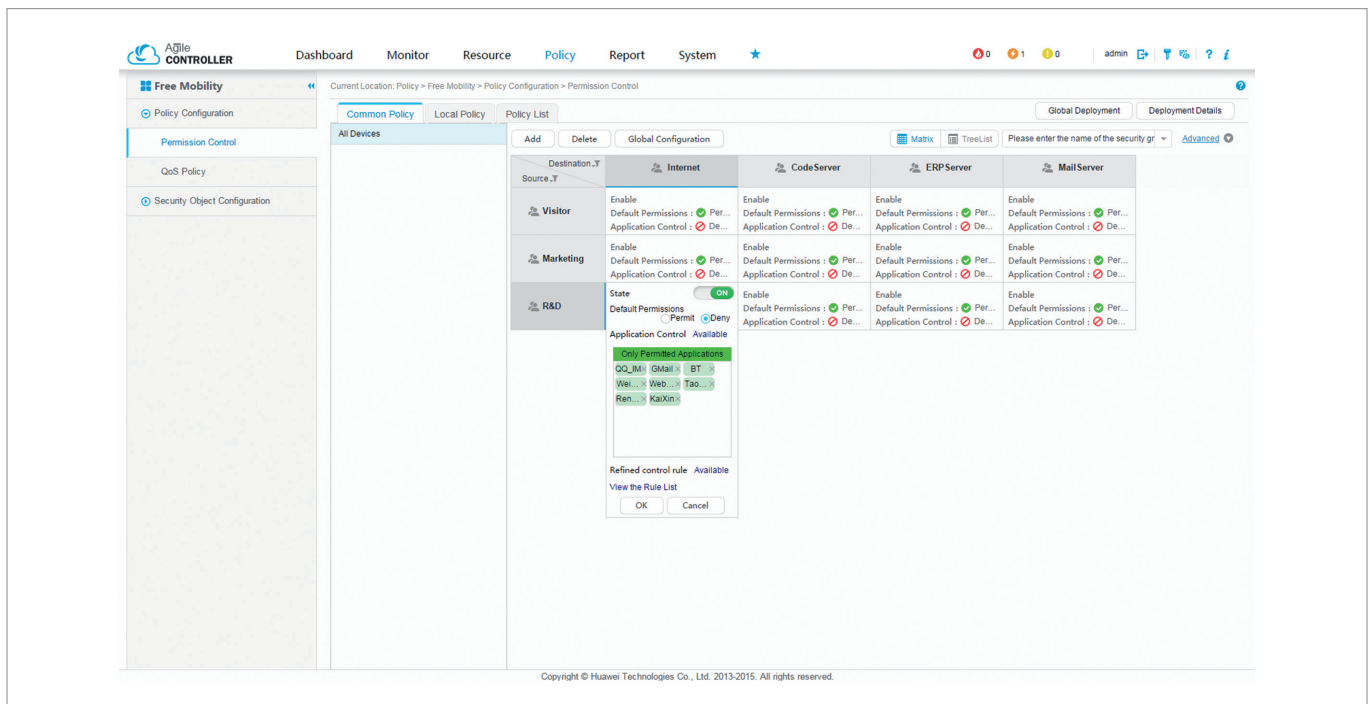 Agile
CONTROLLER
Dashboard Monitor Resource Policy Report System
0 1 0 admin ? i
Free Mobility
Current Location: Policy > Free Mobility > Policy Configuration > Permission Control
Policy Configuration
Common Policy Local Policy Policy List
Global Deployment Deployment Details
Permission Control
All Devices
Add Delete Global Configuration
Matrix TreeList Please enter the name of the security gr Advanced
QoS Policy
Security Object Configuration
Destination
Source
Internet CodeServer ERPServer MailServer
Visitor
Enable Enable Enable Enable
Default Permissions : Per... Default Permissions : Per... Default Permissions : Per... Default Permissions : Per...
Application Control : De... Application Control : De... Application Control : De... Application Control : De...
Marketing
Enable Enable Enable Enable
Default Permissions : Per... Default Permissions : Per... Default Permissions : Per... Default Permissions : Per...
Application Control : De... Application Control : De... Application Control : De... Application Control : De...
R&D
State ON
Default Permissions
Permit Deny
Enable Enable Enable
Default Permissions : Per... Default Permissions : Per... Default Permissions : Per...
Application Control : De... Application Control : De... Application Control : De...
Application Control Available
Only Permitted Applications
QQ_IM× GMail× BT ×
Wei...× Web...× Tao...×
Ren...× KaiXin×
Refined control rule Available
View the Rule List
OK Cancel
Copyright © Huawei Technologies Co., Ltd. 2013-2015. All rights reserved.